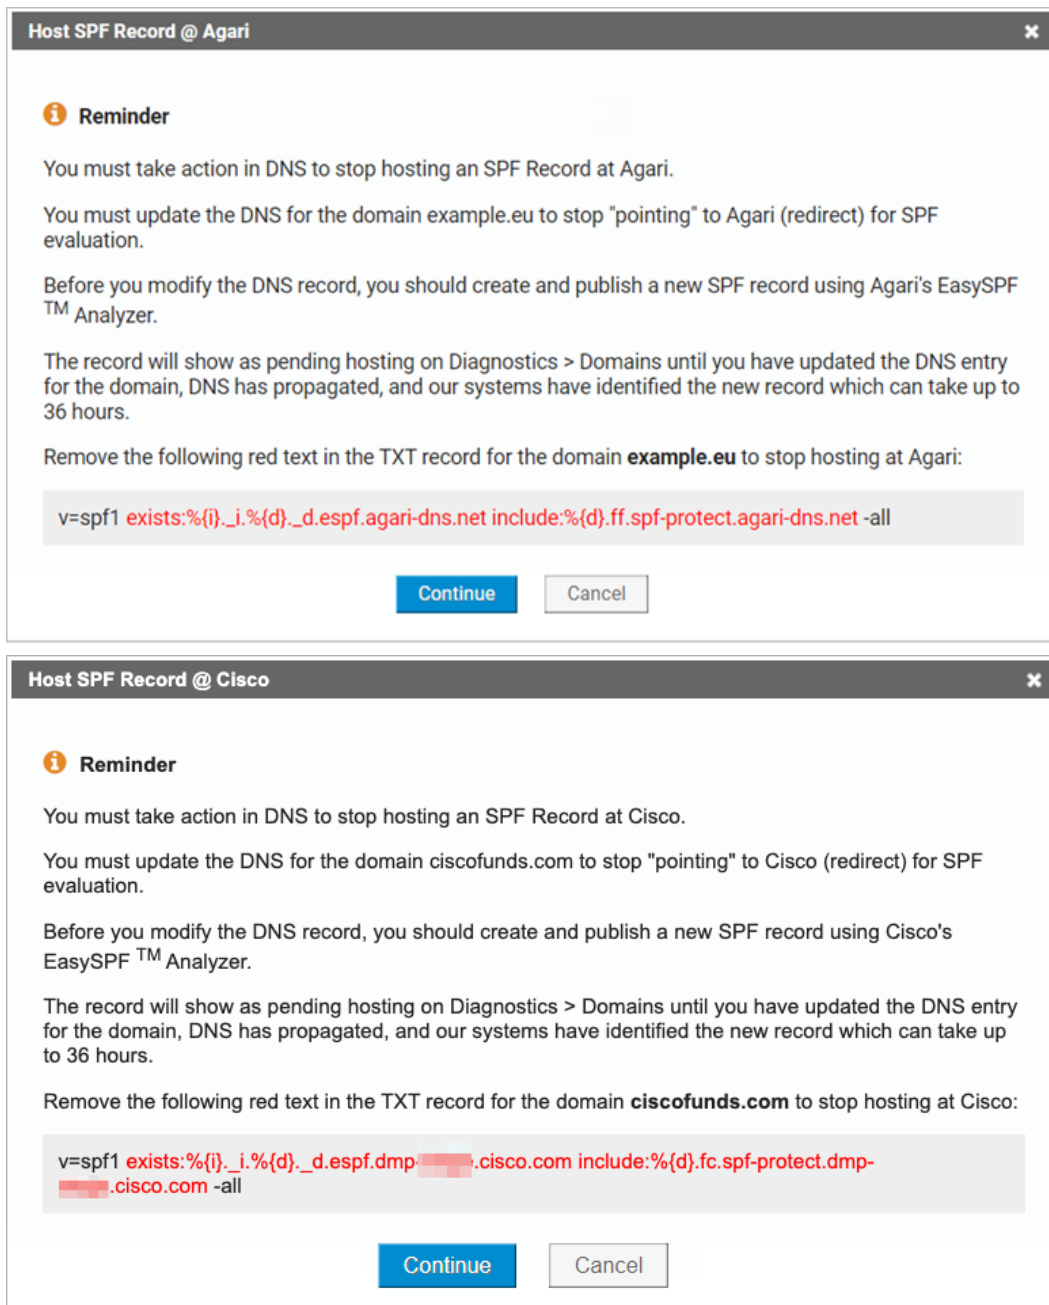 Host SPF Record @ Agari
Reminder
You must take action in DNS to stop hosting an SPF Record at Agari.
You must update the DNS for the domain example.eu to stop "pointing" to Agari (redirect) for SPF
evaluation.
Before you modify the DNS record, you should create and publish a new SPF record using Agari's EasySPF
TM Analyzer.
The record will show as pending hosting on Diagnostics > Domains until you have updated the DNS entry
for the domain, DNS has propagated, and our systems have identified the new record which can take up to
36 hours.
Remove the following red text in the TXT record for the domain example.eu to stop hosting at Agari:
v=spf1 exists:%{i}._i.%{d}._d.espf.agari-dns.net include:%{d}.ff.spf-protect.agari-dns.net -all
Continue Cancel
Host SPF Record @ Cisco
Reminder
You must take action in DNS to stop hosting an SPF Record at Cisco.
You must update the DNS for the domain ciscofunds.com to stop "pointing" to Cisco (redirect) for SPF
evaluation.
Before you modify the DNS record, you should create and publish a new SPF record using Cisco's
EasySPF TM Analyzer.
The record will show as pending hosting on Diagnostics > Domains until you have updated the DNS entry
for the domain, DNS has propagated, and our systems have identified the new record which can take up
to 36 hours.
Remove the following red text in the TXT record for the domain ciscofunds.com to stop hosting at Cisco:
v=spf1 exists:%{i}._i.%{d}._d.espf.dmp- .cisco.com include:%{d}.fc.spf-protect.dmp-
.cisco.com -all
Continue Cancel